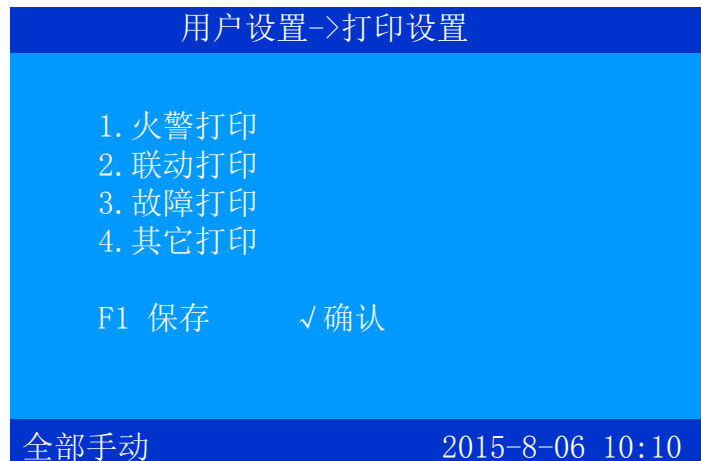 用户设置->打印设置
1.火警打印
2.联动打印
3.故障打印
4.其它打印
F1 保存 √确认
全部手动 2015-8-06 10:10